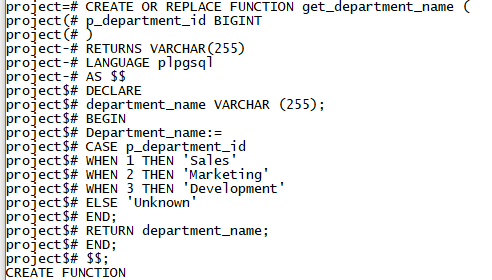 project=# CREATE OR REPLACE FUNCTION get_department_name (
project(# p_department_id BIGINT
project(# )
project-# RETURNS VARCHAR(255)
project-# LANGUAGE plpgsql
project-# AS $$
project$# DECLARE
project$# department_name VARCHAR (255);
project$# BEGIN
project$# Department_name:=
project$# CASE p_department_id
project$# WHEN 1 THEN 'Sales'
project$# WHEN 2 THEN 'Marketing'
project$# WHEN 3 THEN 'Development'
project$# ELSE 'Unknown'
project$# END;
project$# RETURN department_name;
project$# END;
project$# $$;
CREATE FUNCTION